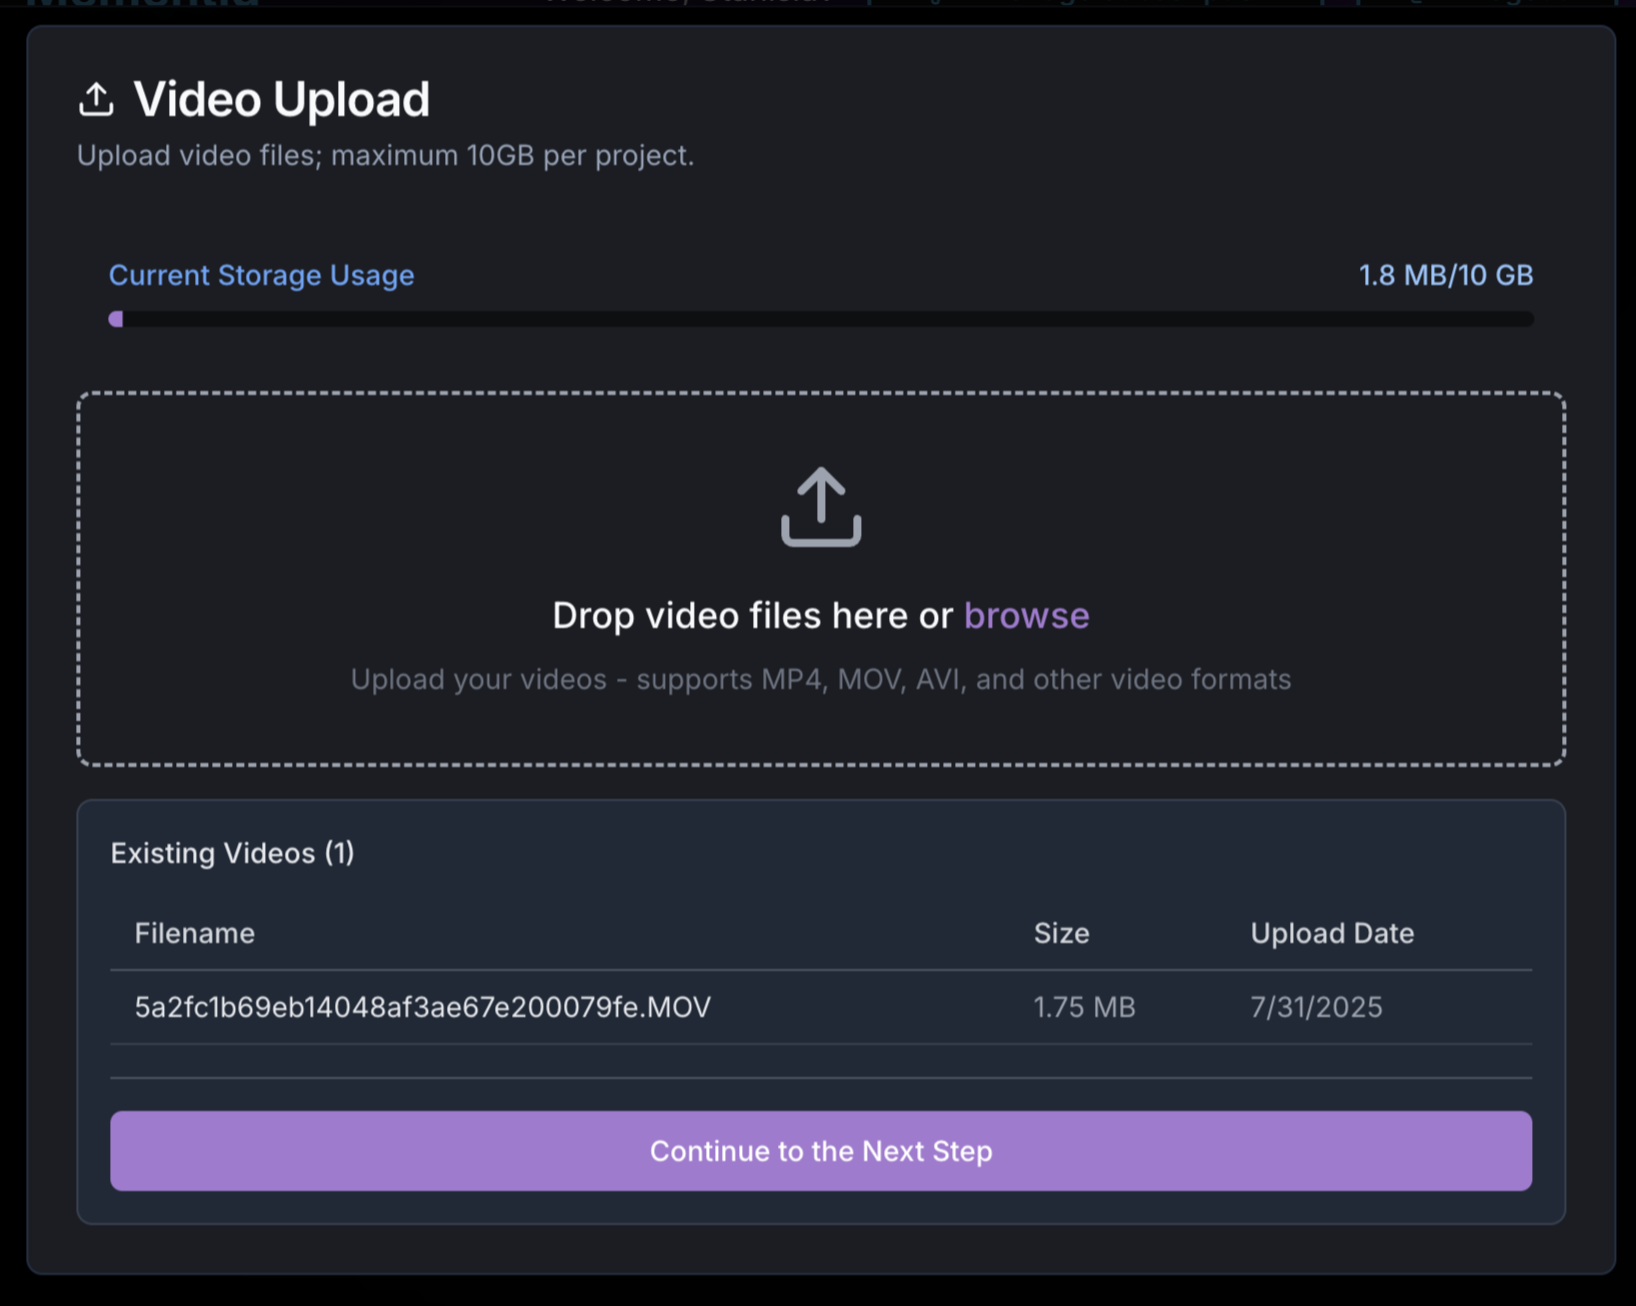 Video Upload
Upload video files; maximum 10GB per project.
Current Storage Usage
1.8 MB/10 GB
Drop video files here or browse
Upload your videos - supports MP4, MOV, AVI, and other video formats
Existing Videos (1)
Filename Size Upload Date
5a2fc1b69eb14048af3ae67e200079fe.MOV 1.75 MB 7/31/2025
Continue to the Next Step